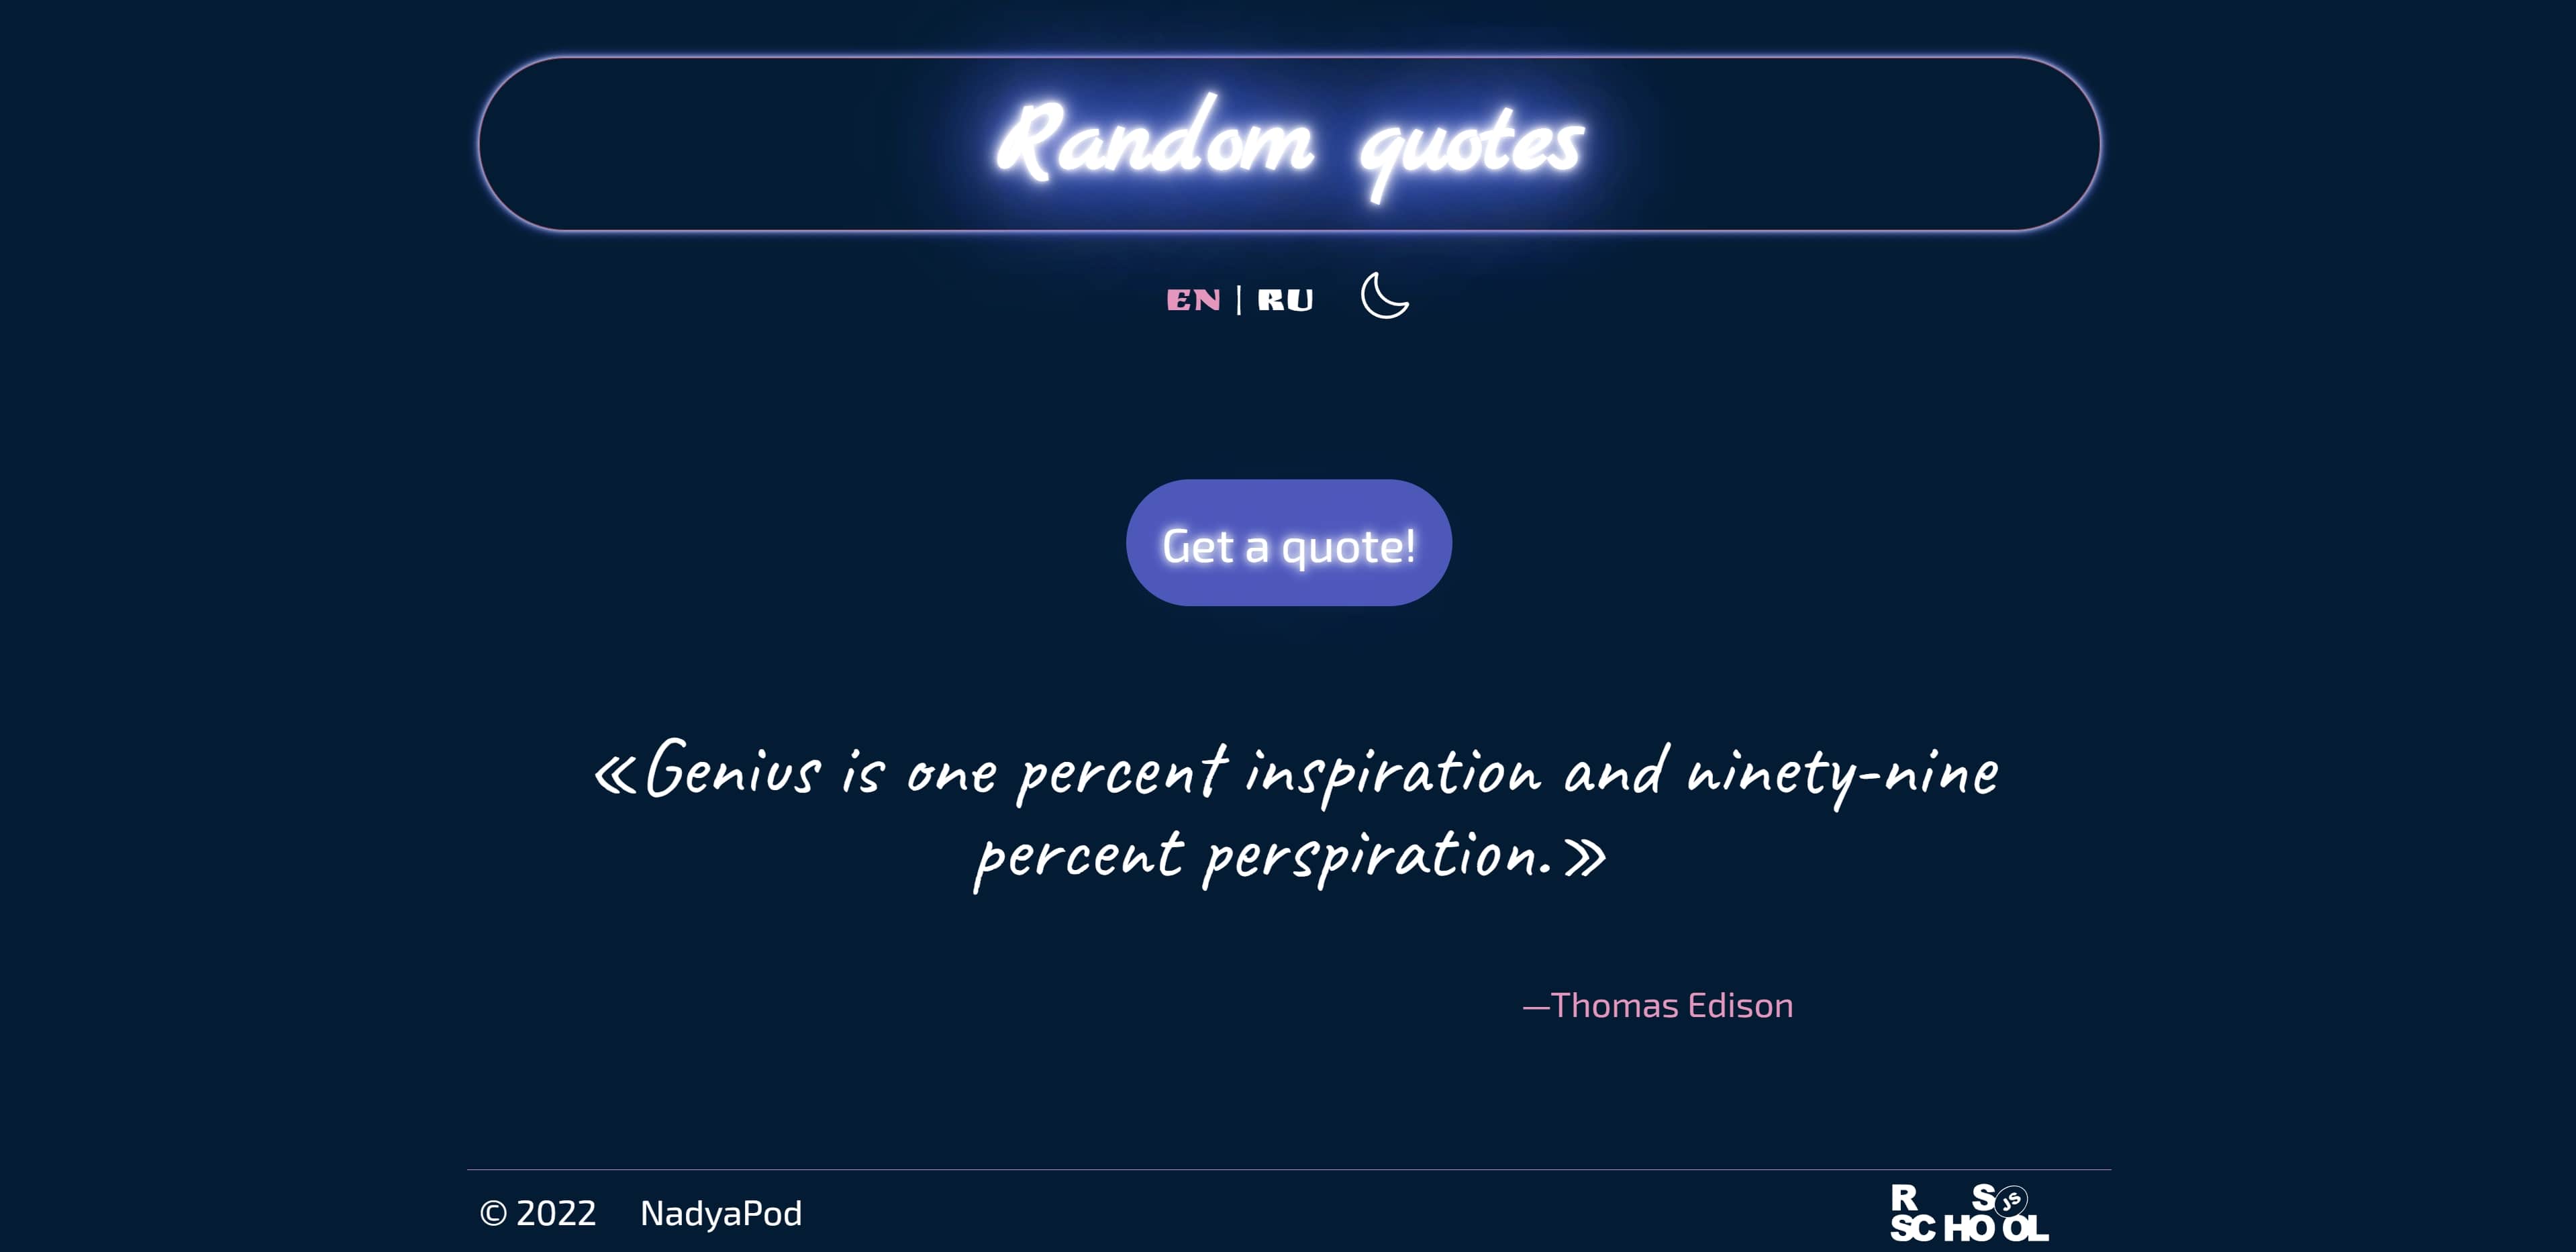 Random quotes
EN | RU
Get a quote!
«Genius is one percent inspiration and ninety-nine
percent perspiration.»
—Thomas Edison
© 2022 NadyaPod
R S JS
SCHOOL